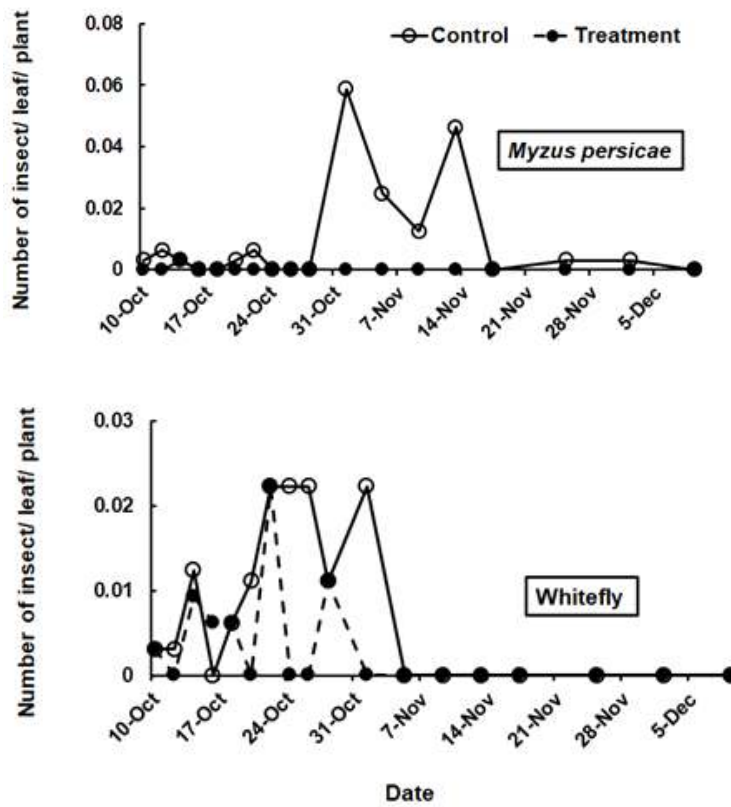 Number of insect/ leaf/ plant
0.08
0.06
0.04
0.02
0
Control
Treatment
Myzus persicae
10-Oct
17-Oct
24-Oct
31-Oct
7-Nov
14-Nov
21-Nov
28-Nov
5-Dec
Number of insect/ leaf/ plant
0.03
0.02
0.01
0
Whitefly
10-Oct
17-Oct
24-Oct
31-Oct
7-Nov
14-Nov
21-Nov
28-Nov
5-Dec
Date